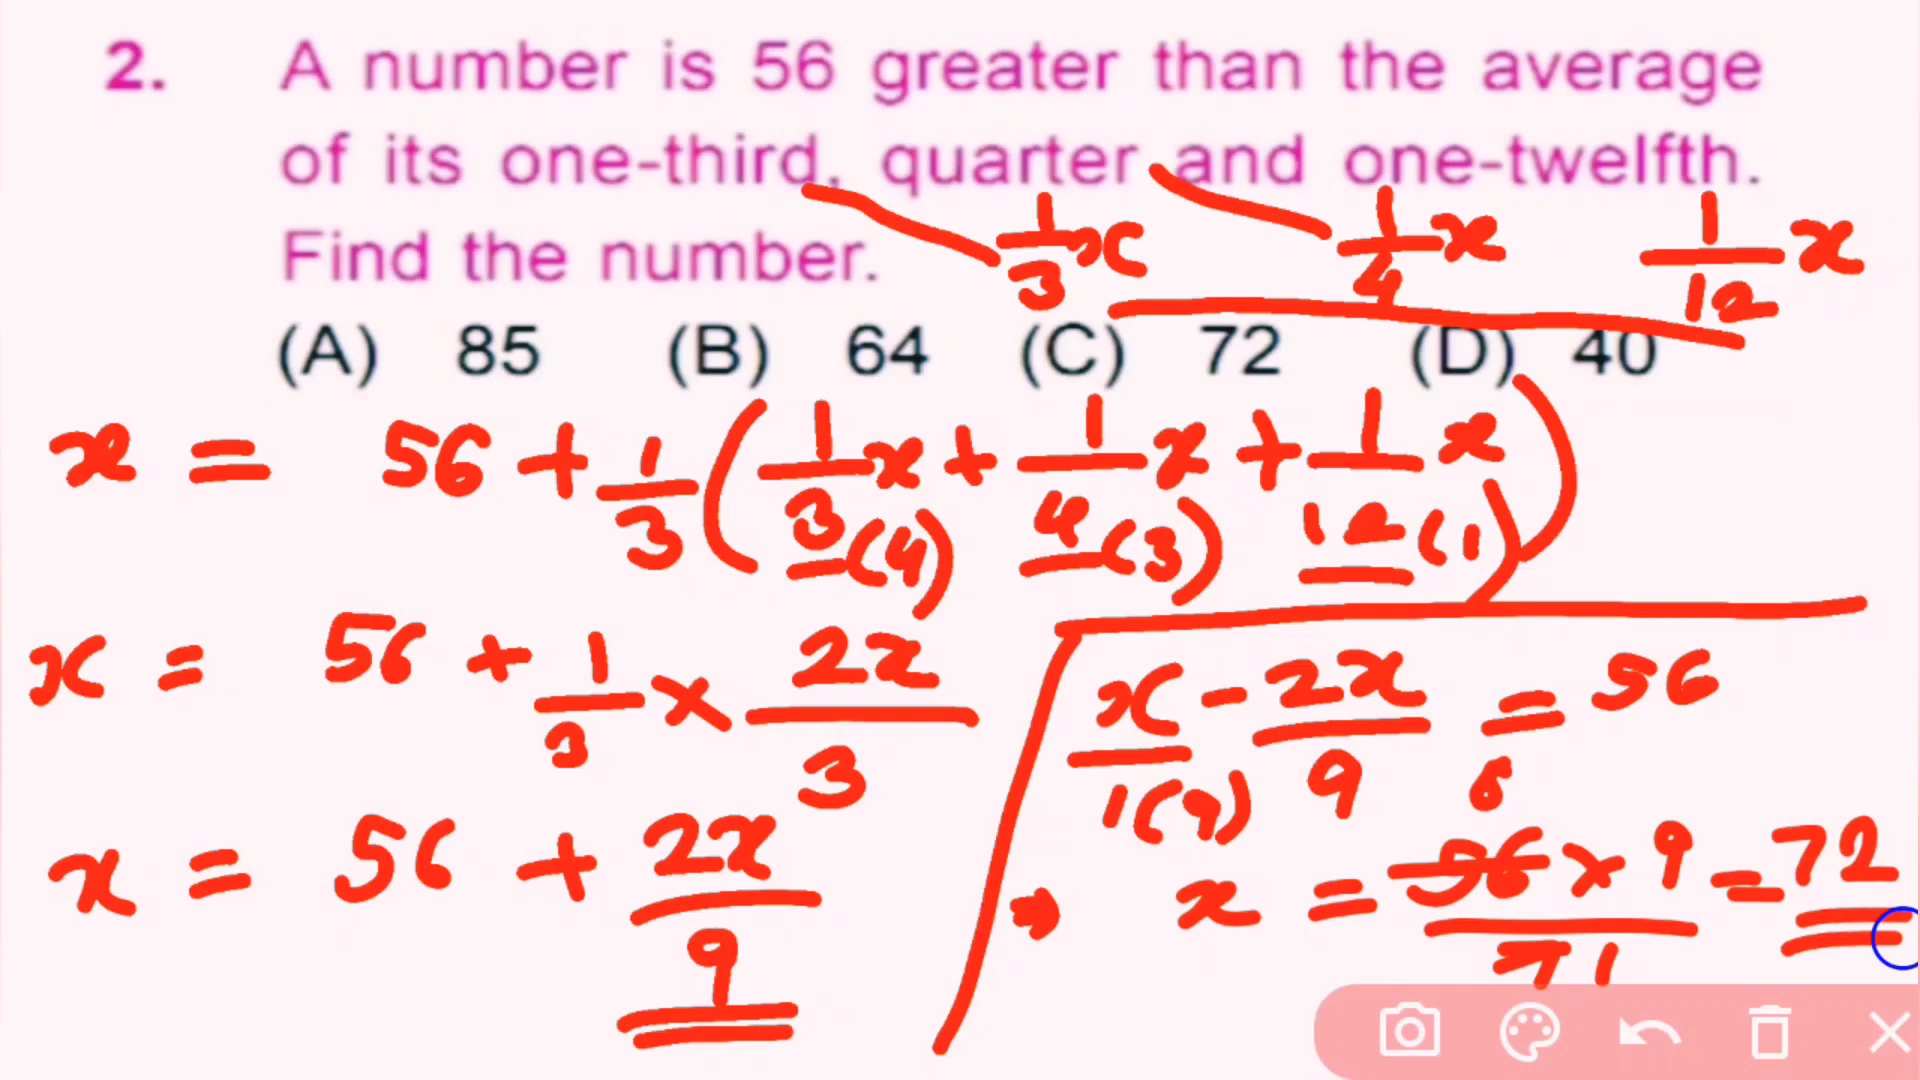 2. A number is 56 greater than the average
of its one-third, quarter and one-twelfth.
Find the number.
1/3 x 1/4 x 1/12 x
(A) 85 (B) 64 (C) 72 (D) 40
x = 56 + 1/3 ( 1/3 x + 1/4 x + 1/12 x )
(4) (3) (1)
x = 56 + 1/3 × 2x/3
x = 56 + 2x/9
x/1 - 2x/9 = 56
(9) 8
x = 56 × 9 / 7 = 72
1